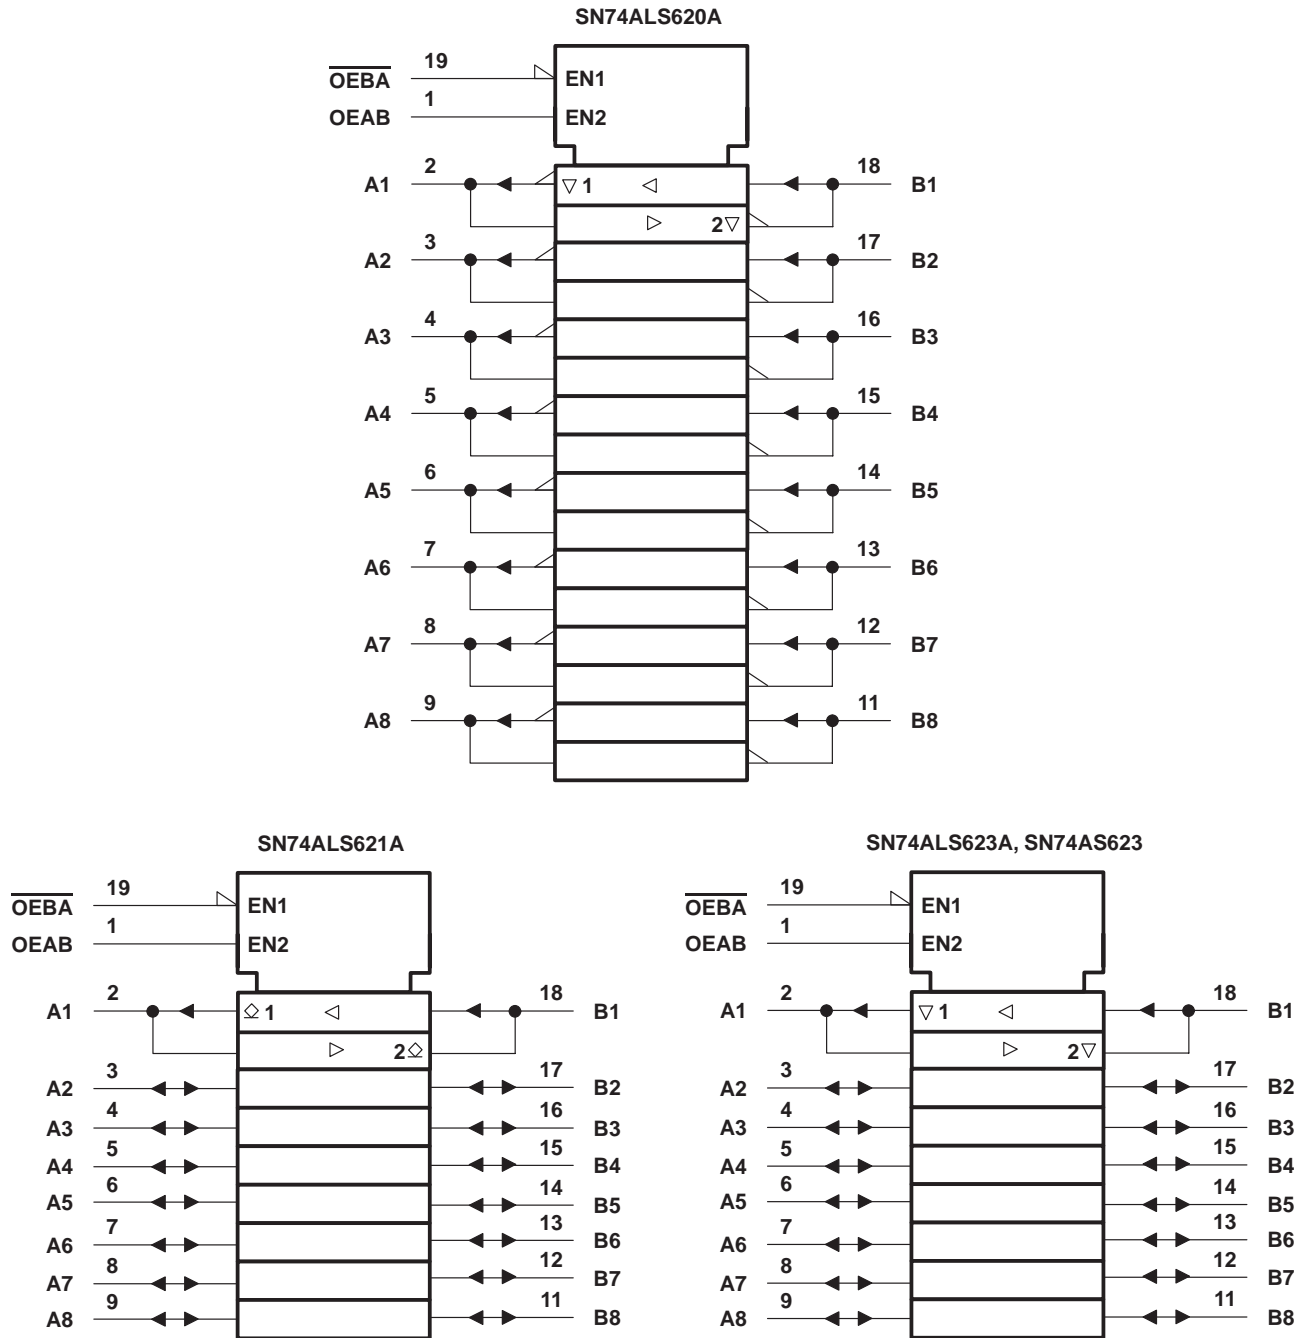 SN74ALS620A
OEBA 19 EN1
OEAB 1 EN2
A1 2 ▽ 1 ◁ 18 B1
▷ 2 ▽
A2 3 17 B2
A3 4 16 B3
A4 5 15 B4
A5 6 14 B5
A6 7 13 B6
A7 8 12 B7
A8 9 11 B8
SN74ALS621A
OEBA 19 EN1
OEAB 1 EN2
A1 2 1 ◁ 18 B1
▷ 2
A2 3 17 B2
A3 4 16 B3
A4 5 15 B4
A5 6 14 B5
A6 7 13 B6
A7 8 12 B7
A8 9 11 B8
SN74ALS623A, SN74AS623
OEBA 19 EN1
OEAB 1 EN2
A1 2 ▽ 1 ◁ 18 B1
▷ 2 ▽
A2 3 17 B2
A3 4 16 B3
A4 5 15 B4
A5 6 14 B5
A6 7 13 B6
A7 8 12 B7
A8 9 11 B8